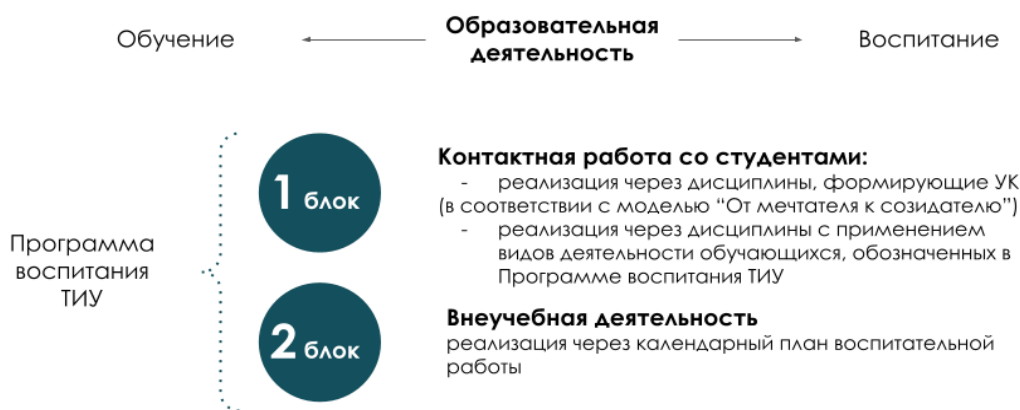 Обучение
Образовательная
деятельность
Воспитание
Программа
воспитания
ТИУ
1 блок
Контактная работа со студентами:
- реализация через дисциплины, формирующие УК
(в соответствии с моделью “От мечтателя к созидателю”)
- реализация через дисциплины с применением
видов деятельности обучающихся, обозначенных в
Программе воспитания ТИУ
2 блок
Внеучебная деятельность
реализация через календарный план воспитательной
работы